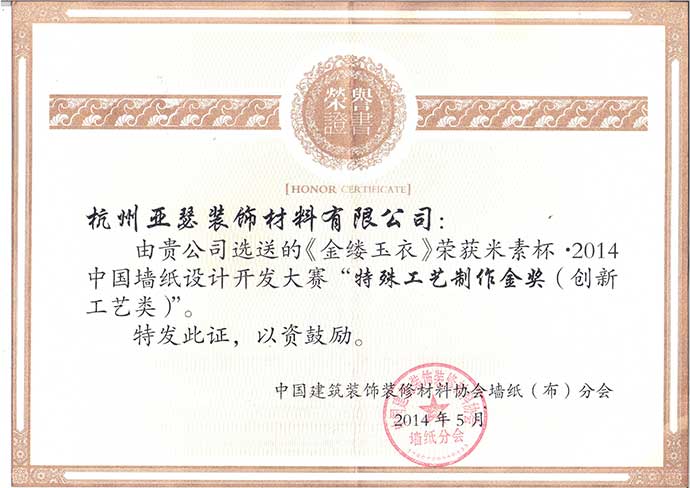 榮譽
證書
[HONOR CERTIFICATE]
杭州亚瑟装饰材料有限公司：
由贵公司选送的《金缕玉衣》荣获米素杯·2014
中国墙纸设计开发大赛“特殊工艺制作金奖（创新
工艺类）”。
特发此证，以资鼓励。
中国建筑装饰装修材料协会墙纸（布）分会
2014年5月
墙纸分会